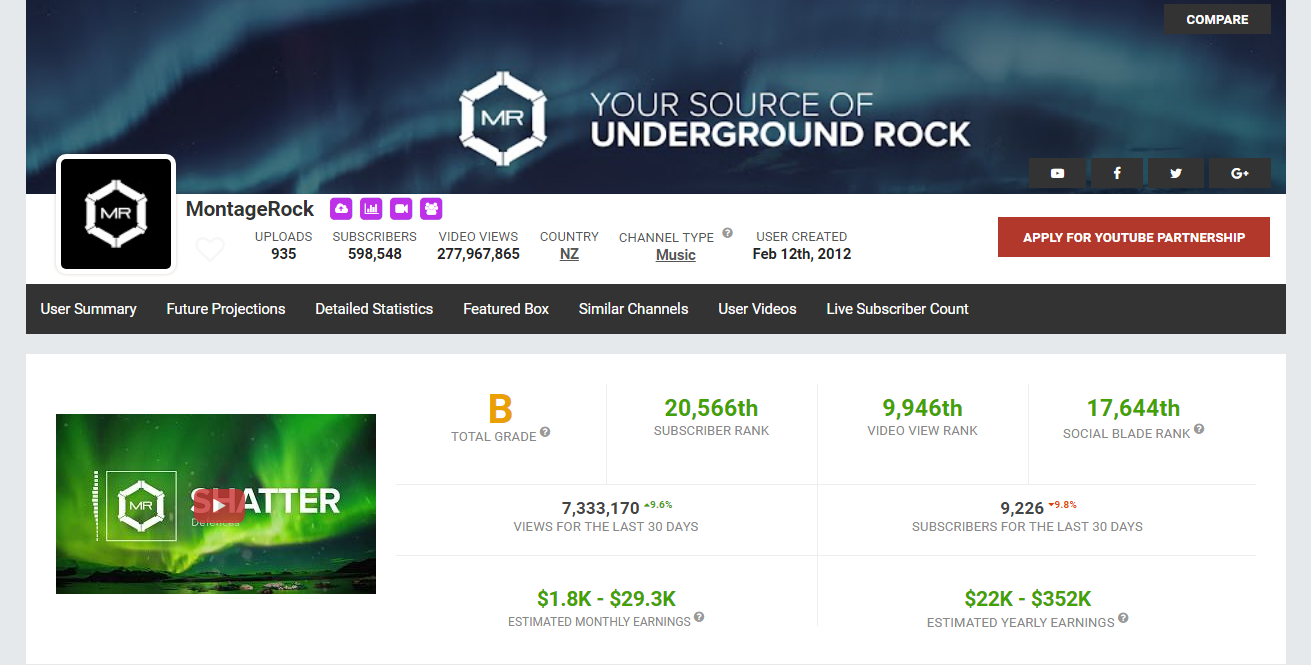 COMPARE
MR
YOUR SOURCE OF
UNDERGROUND ROCK
MR
MontageRock
UPLOADS
935
SUBSCRIBERS
598,548
VIDEO VIEWS
277,967,865
COUNTRY
NZ
CHANNEL TYPE
Music
USER CREATED
Feb 12th, 2012
APPLY FOR YOUTUBE PARTNERSHIP
User Summary Future Projections Detailed Statistics Featured Box Similar Channels User Videos Live Subscriber Count
MR
SHATTER
Defences
B
TOTAL GRADE
20,566th
SUBSCRIBER RANK
9,946th
VIDEO VIEW RANK
17,644th
SOCIAL BLADE RANK
7,333,170 9.6%
VIEWS FOR THE LAST 30 DAYS
9,226 9.8%
SUBSCRIBERS FOR THE LAST 30 DAYS
$1.8K - $29.3K
ESTIMATED MONTHLY EARNINGS
$22K - $352K
ESTIMATED YEARLY EARNINGS